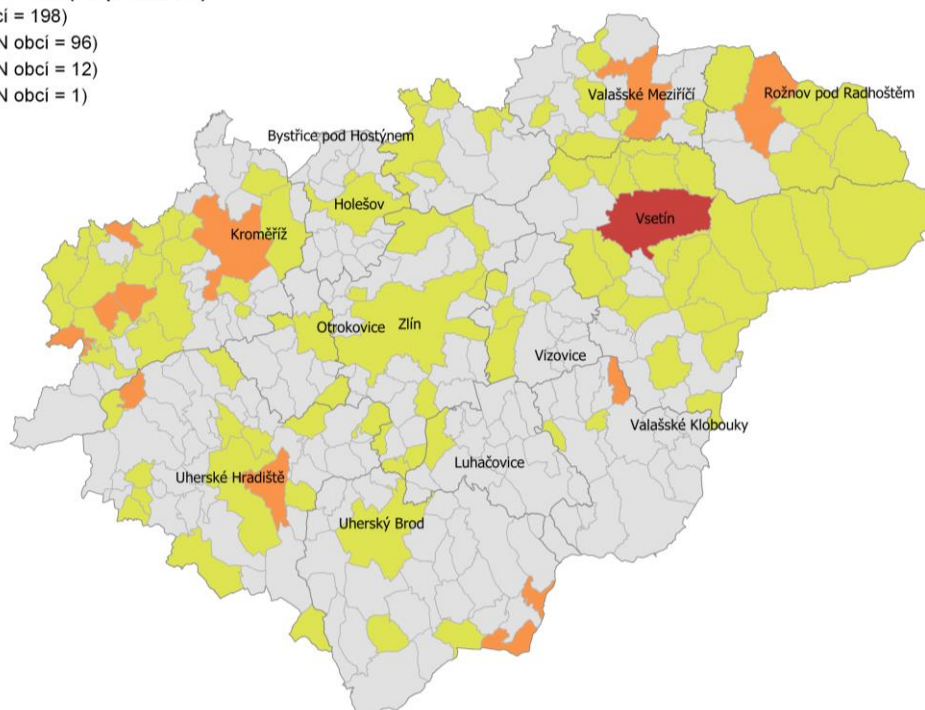 cí = 198)
N obcí = 96)
N obcí = 12)
N obcí = 1)
Valašské Meziříčí
Rožnov pod Radhoštěm
Bystřice pod Hostýnem
Holešov
Vsetín
Kroměříž
Otrokovice
Zlín
Vizovice
Valašské Klobouky
Luhačovice
Uherské Hradiště
Uherský Brod